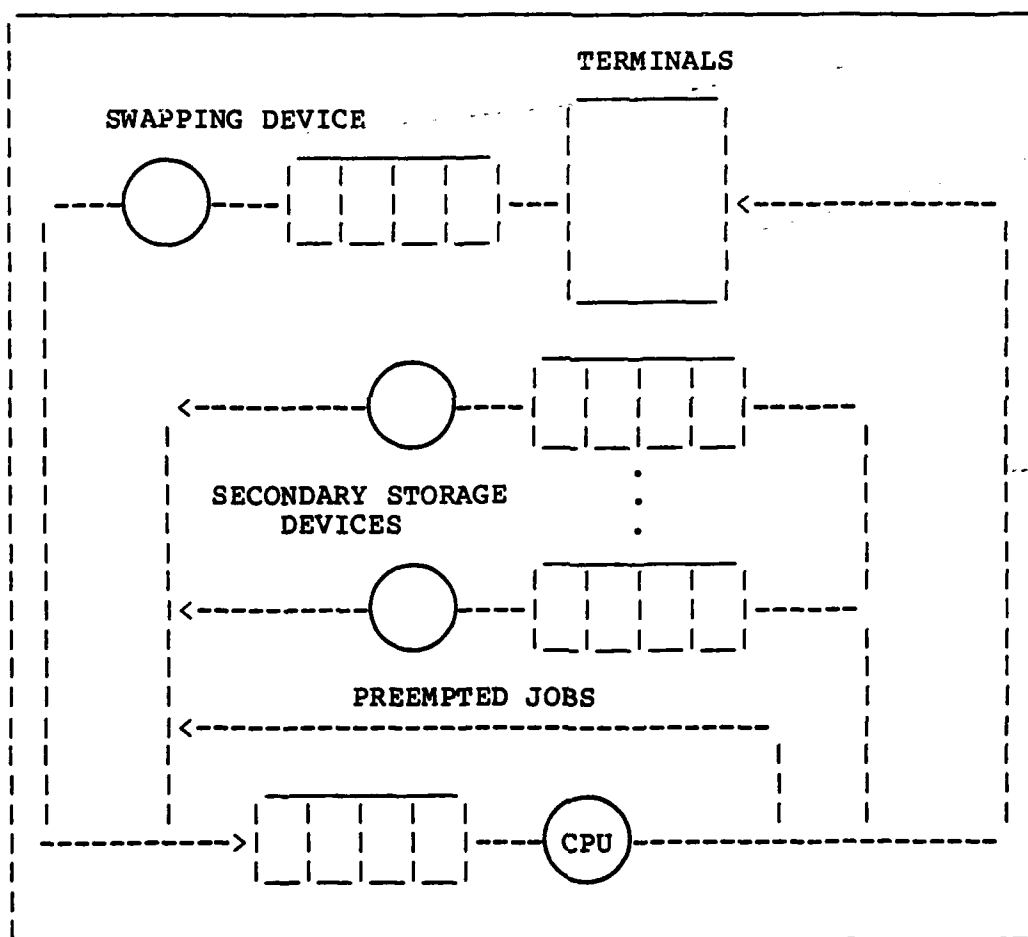 TERMINALS
SWAPPING DEVICE
SECONDARY STORAGE
DEVICES
PREEMPTED JOBS
CPU